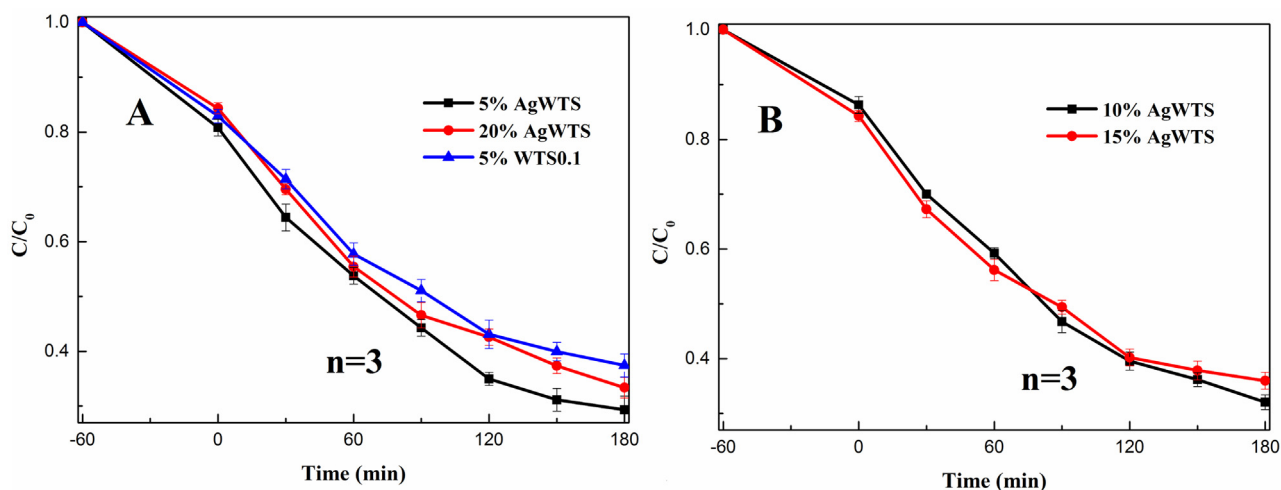 1.0
0.8
0.6
0.4
C/C0
A
5% AgWTS
20% AgWTS
5% WTS0.1
n=3
-60 0 60 120 180
Time (min)
1.0
0.8
0.6
0.4
C/C0
B
10% AgWTS
15% AgWTS
n=3
-60 0 60 120 180
Time (min)